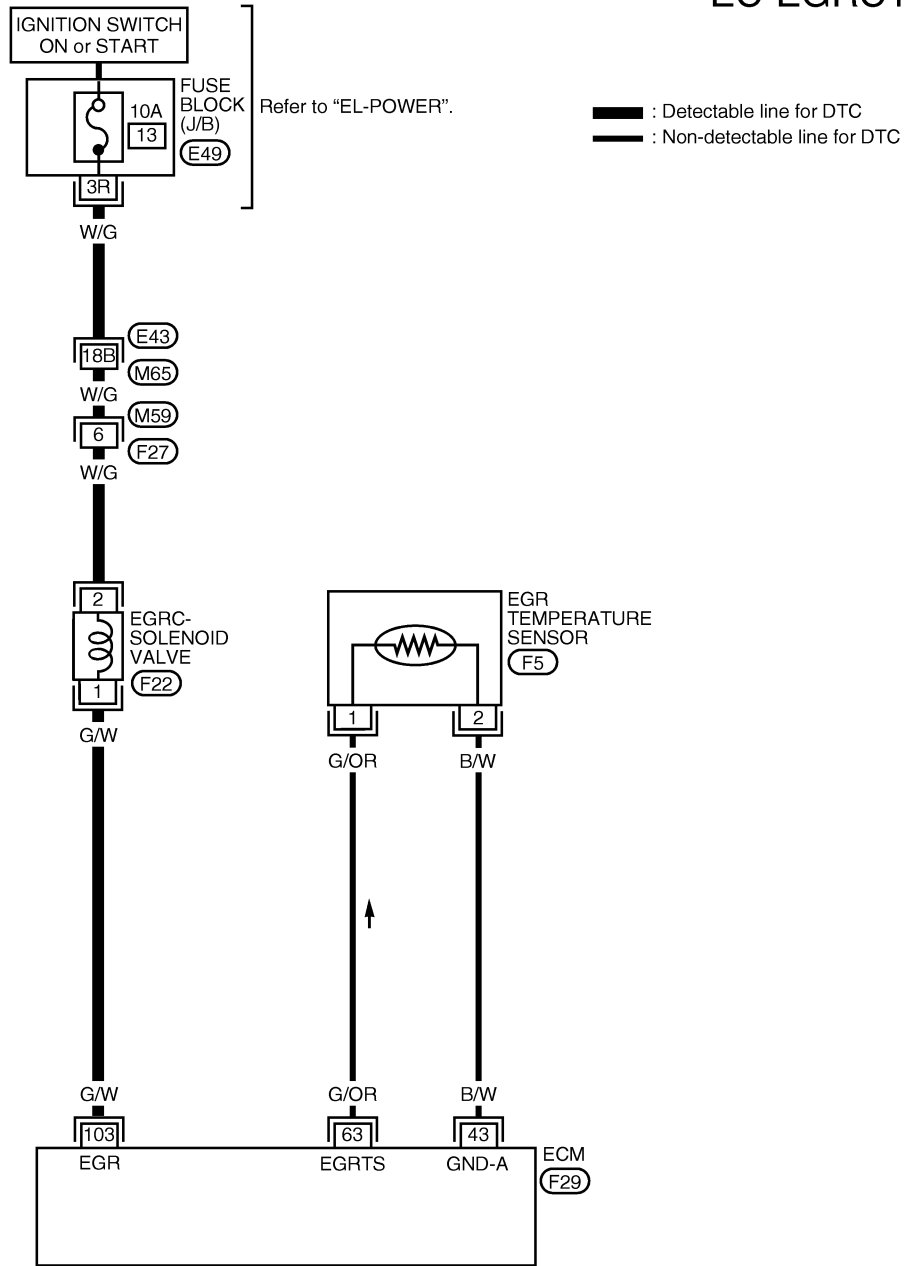 IGNITION SWITCH
ON or START
FUSE
BLOCK
(J/B)
10A
13
E49
Refer to “EL-POWER”.
: Detectable line for DTC
: Non-detectable line for DTC
3R
W/G
E43
18B
M65
W/G
M59
6
F27
W/G
2
EGRC-
SOLENOID
VALVE
F22
1
G/W
EGR
TEMPERATURE
SENSOR
F5
1
2
G/OR
B/W
G/W
G/OR
B/W
103
63
43
EGR
EGRTS
GND-A
ECM
F29